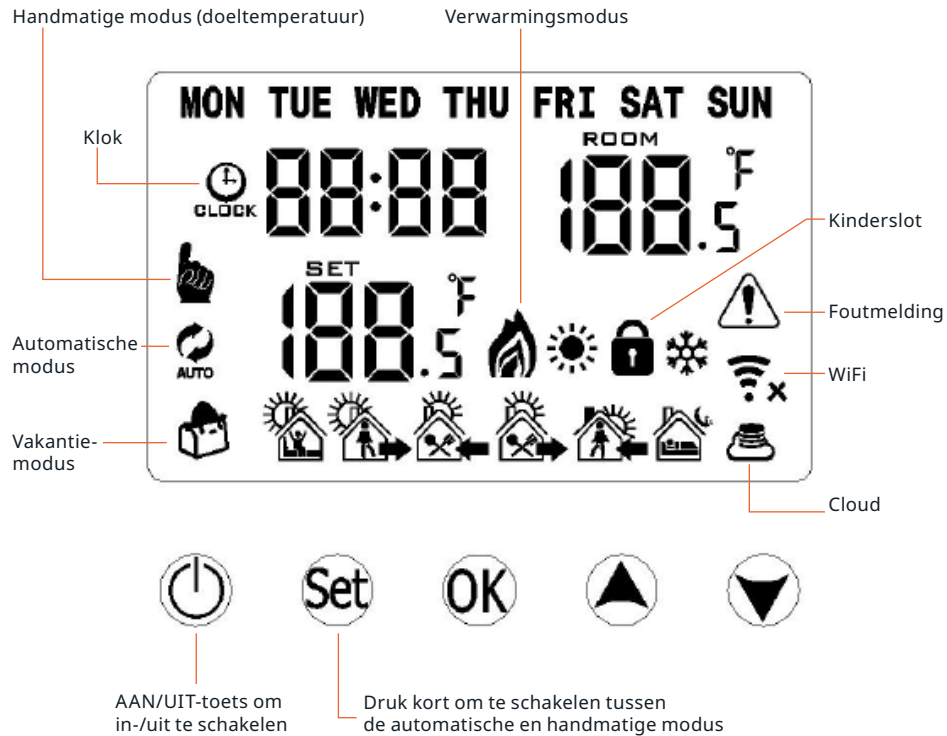 Handmatige modus (doeltemperatuur)
Verwarmingsmodus
MON TUE WED THU FRI SAT SUN
Klok
CLOCK
88:88
ROOM
188.5 °F
Kinderslot
SET
188.5 °F
Foutmelding
Automatische
modus
AUTO
WiFi
Vakantie-
modus
Cloud
Set
OK
AAN/UIT-toets om
in-/uit te schakelen
Druk kort om te schakelen tussen
de automatische en handmatige modus